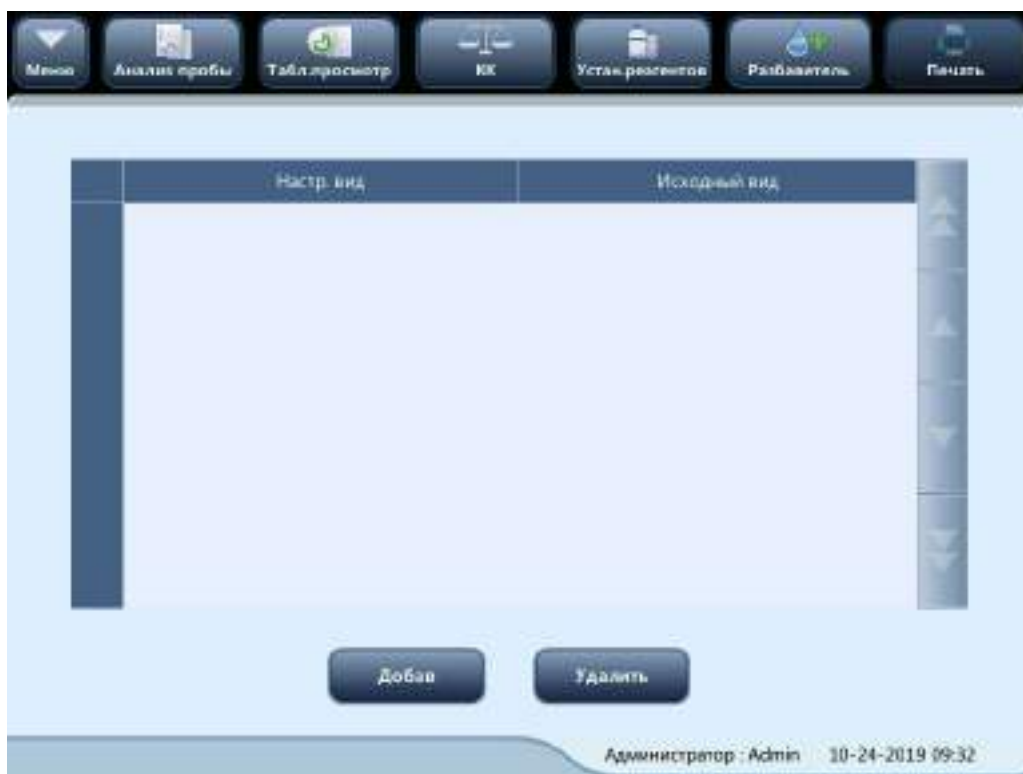 Меню
Анализ пробы
Табл.просмотр
КК
Устан.реагентов
Разбавитель
Печать
Настр. вид
Исходный вид
Добав
Удалить
Администратор : Admin 10-24-2019 09:32